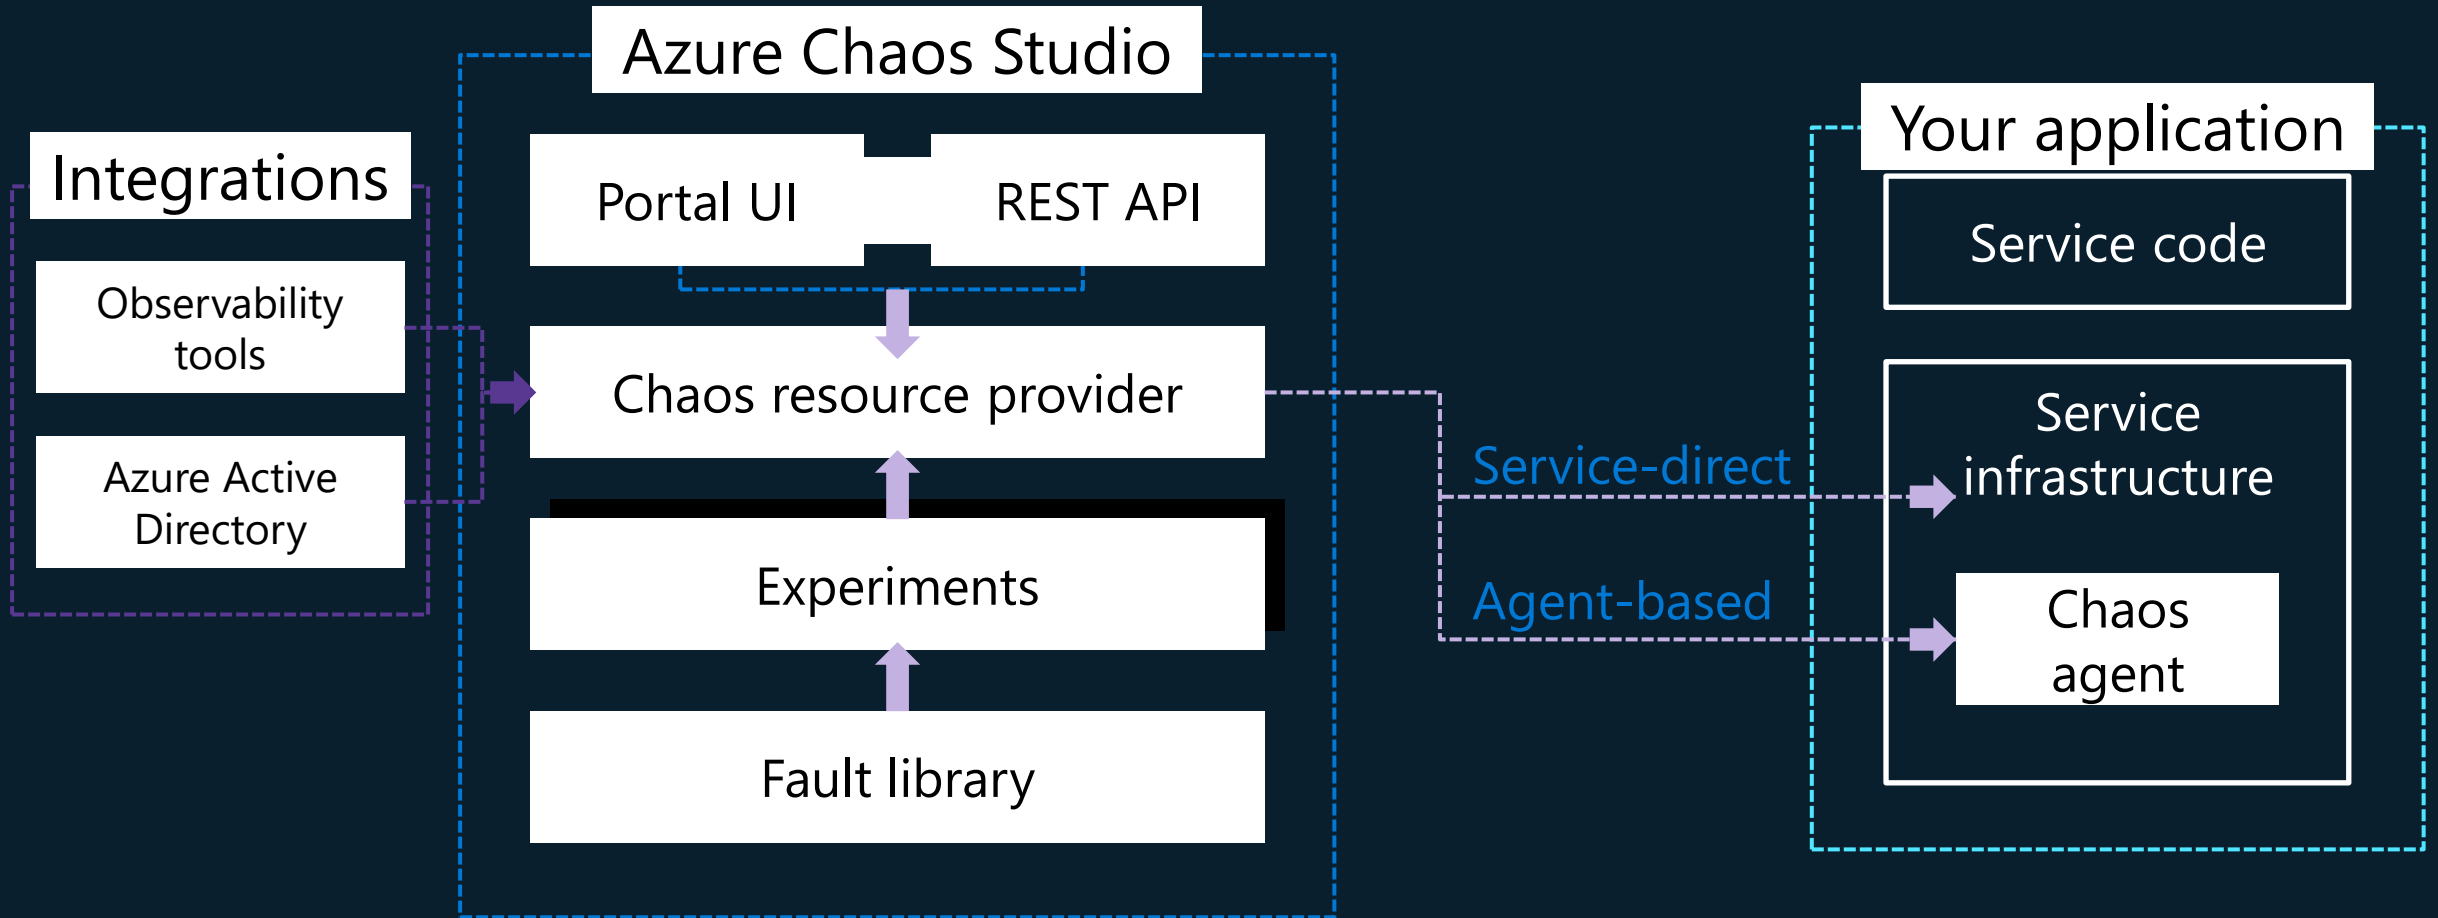 Azure Chaos Studio
Integrations
Observability
tools
Azure Active
Directory
Portal UI
REST API
Chaos resource provider
Experiments
Fault library
Service-direct
Agent-based
Your application
Service code
Service
infrastructure
Chaos
agent